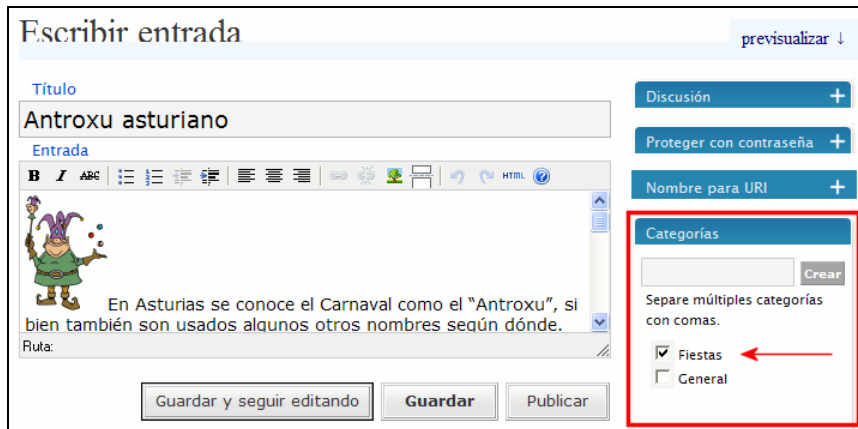 Escribir entrada
previsualizar ↓
Título
Antroxu asturiano
Entrada
B I ABC HTML ?
En Asturias se conoce el Carnaval como el “Antroxu”, si
bien también son usados algunos otros nombres según dónde.
Ruta:
Guardar y seguir editando Guardar Publicar
Discusión +
Proteger con contraseña +
Nombre para URI +
Categorías
Crear
Separe múltiples categorías
con comas.
Fiestas
General